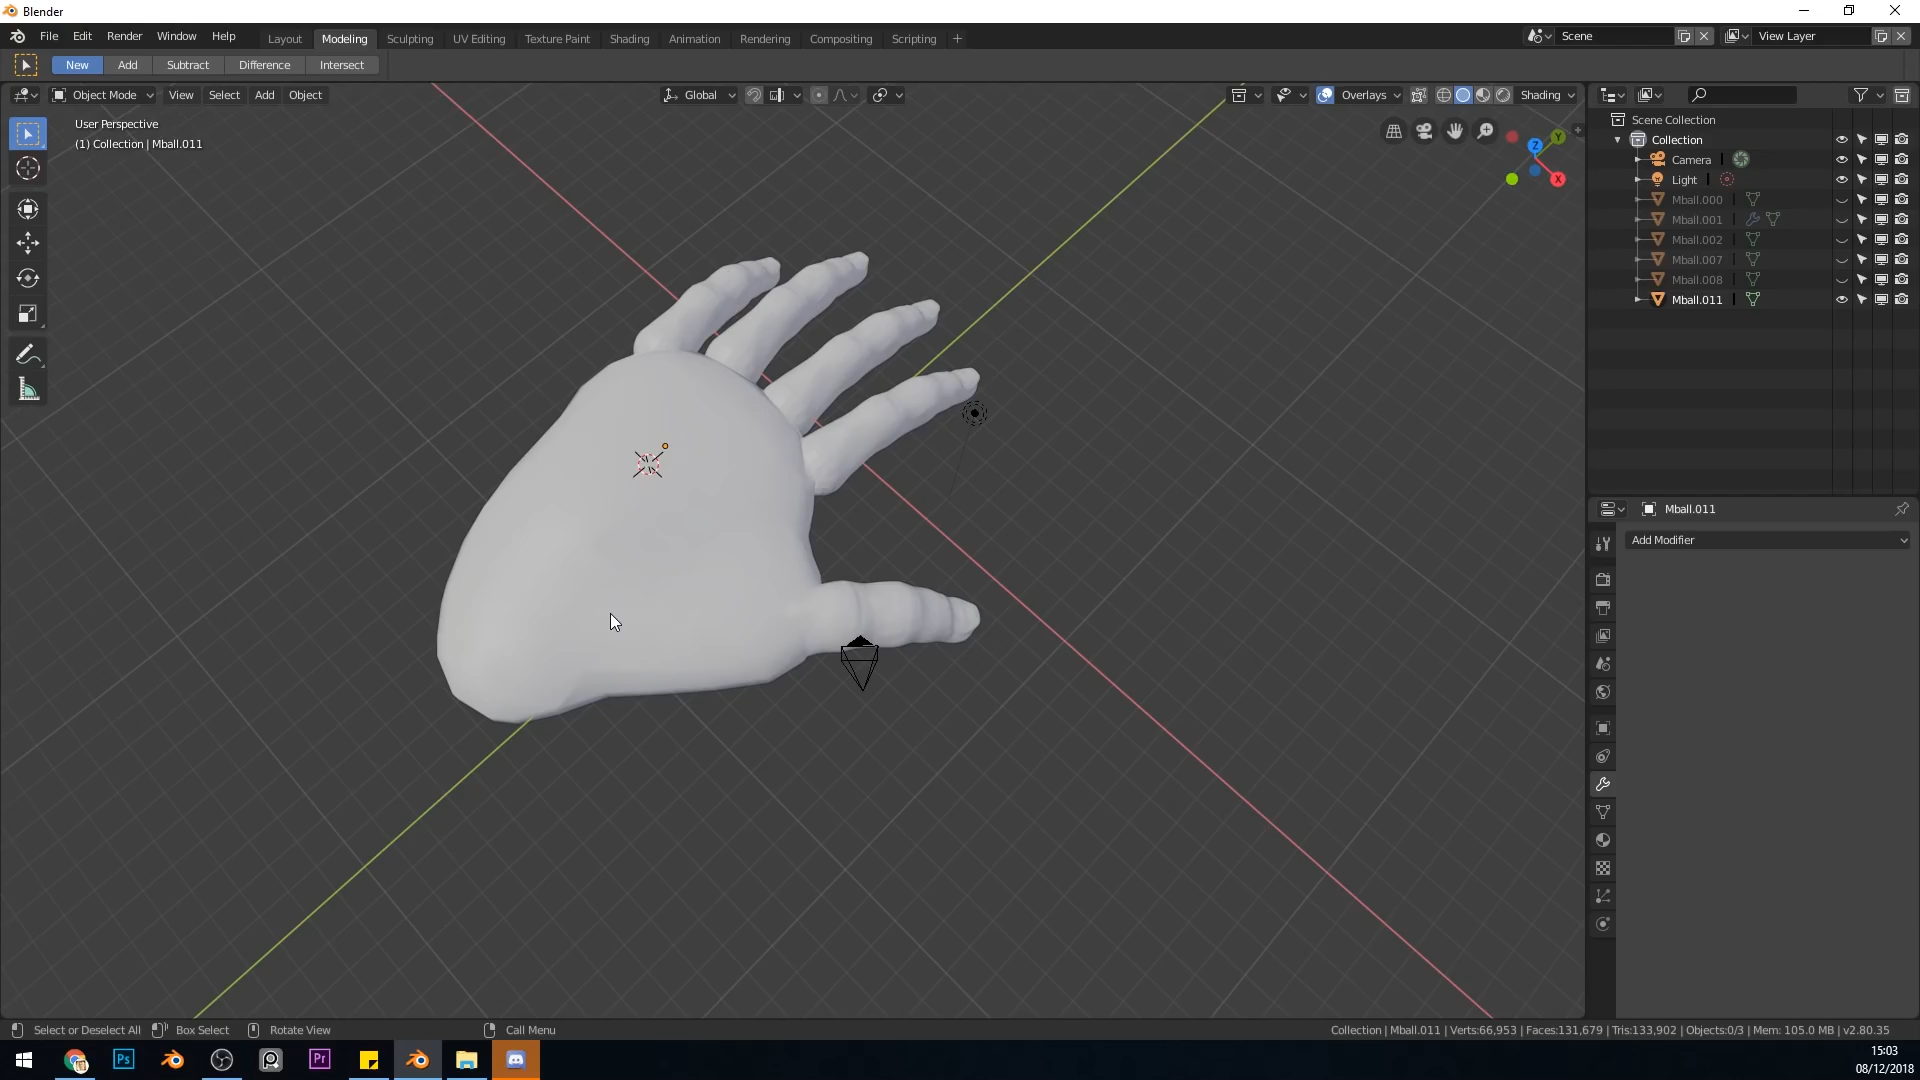 Blender
File Edit Render Window Help Layout Modeling Sculpting UV Editing Texture Paint Shading Animation Rendering Compositing Scripting + Scene View Layer
New Add Subtract Difference Intersect
Object Mode View Select Add Object Global Overlays Shading
User Perspective
(1) Collection | Mball.011
Z Y X
Scene Collection
Collection
Camera
Light
Mball.000
Mball.001
Mball.002
Mball.007
Mball.008
Mball.011
Mball.011
Add Modifier
Select or Deselect All Box Select Rotate View Call Menu Collection | Mball.011 | Verts:66,953 | Faces:131,679 | Tris:133,902 | Objects:0/3 | Mem: 105.0 MB | v2.80.35
Ps Pr
15:03
08/12/2018